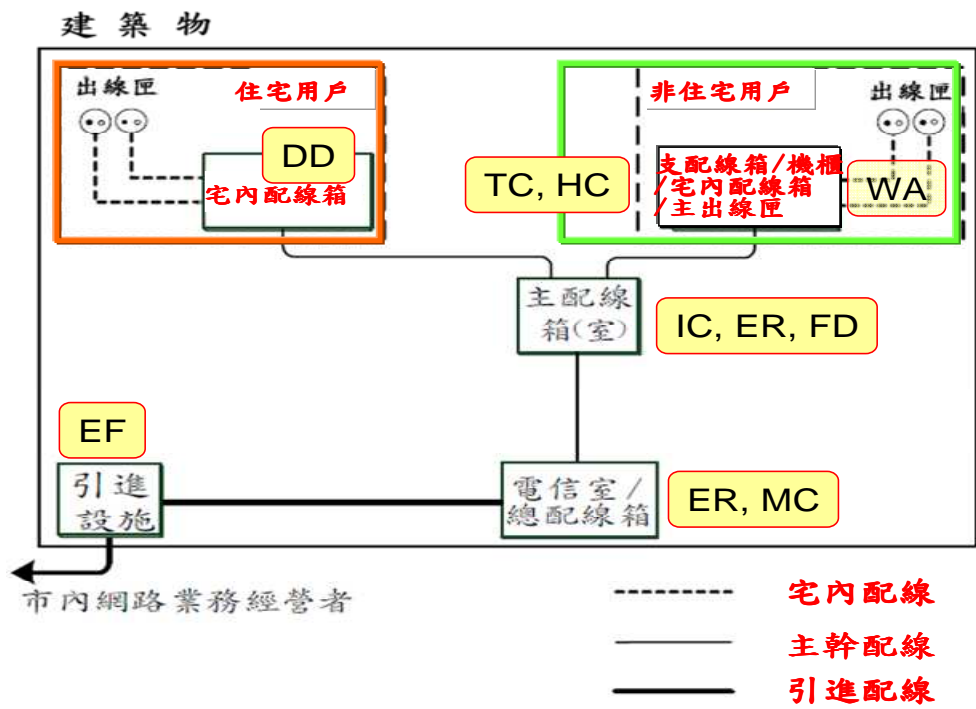 建築物
出線匣
住宅用戶
DD
宅內配線箱
非住宅用戶
出線匣
TC, HC
支配線箱/機櫃
/宅內配線箱
/主出線匣
WA
主配線
箱(室)
IC, ER, FD
EF
引進
設施
電信室/
總配線箱
ER, MC
市內網路業務經營者
宅內配線
主幹配線
引進配線